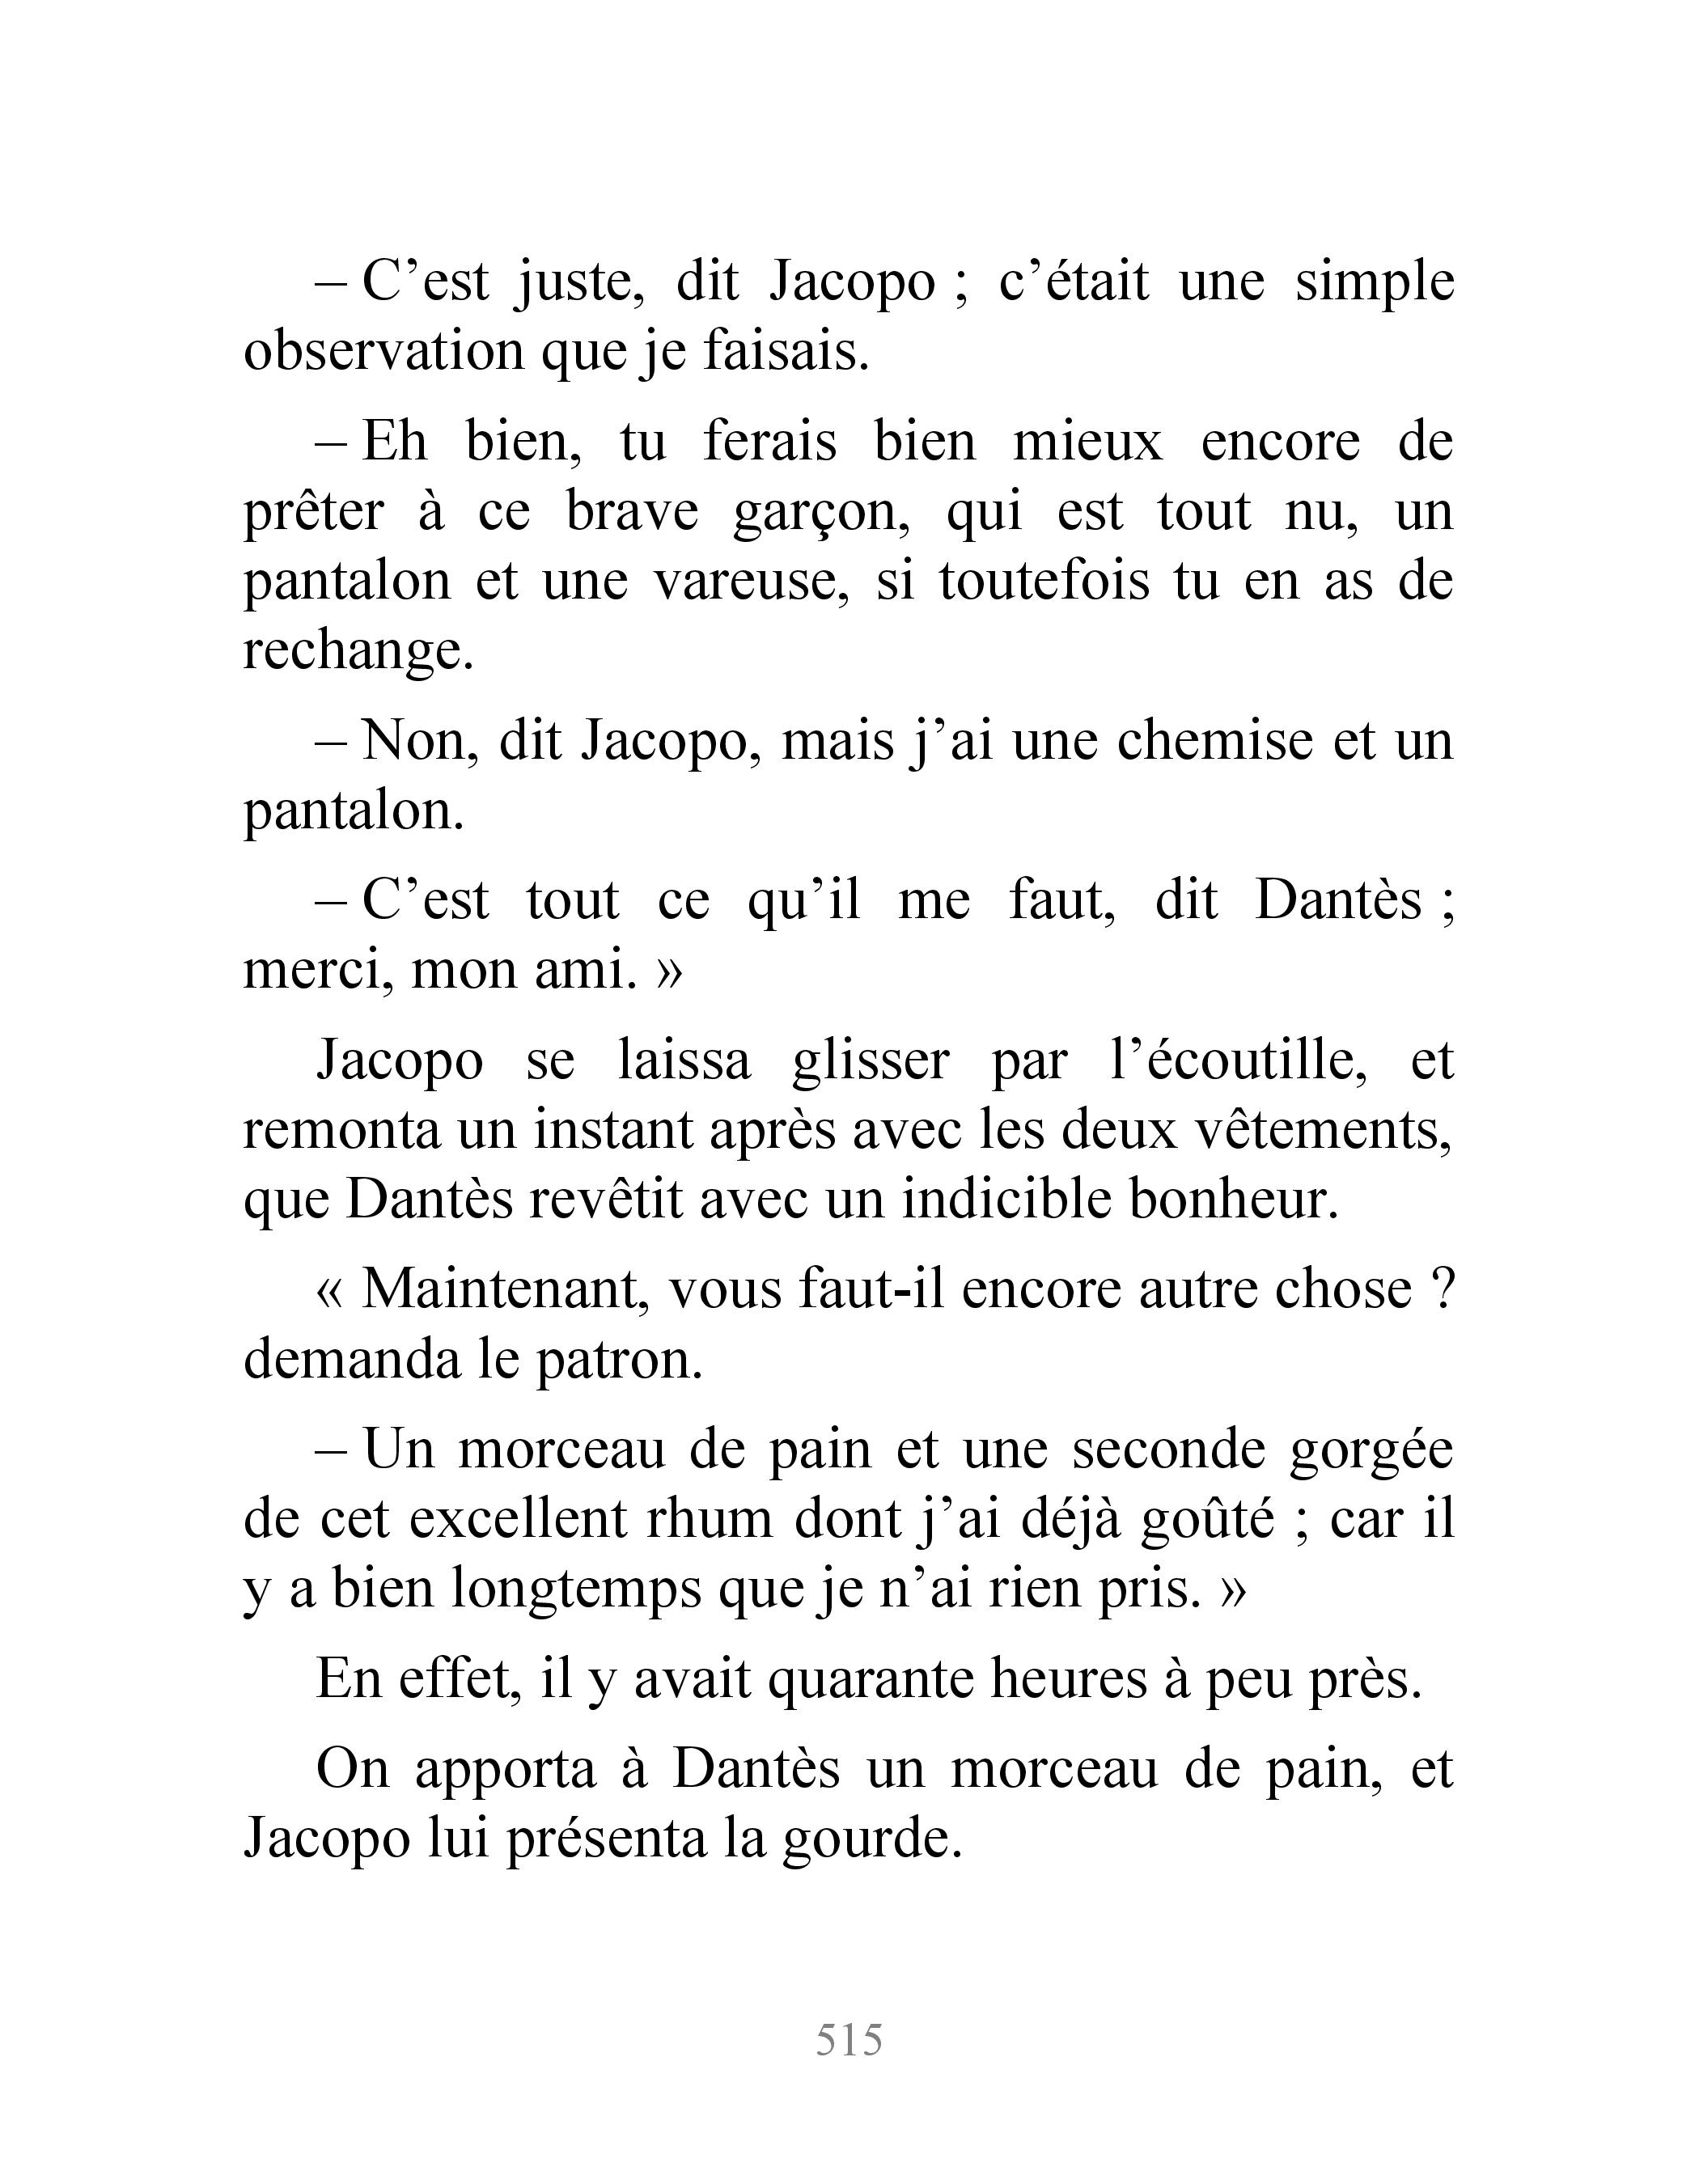 – C’est juste, dit Jacopo ; c’était une simple
observation que je faisais.
– Eh bien, tu ferais bien mieux encore de
prêter à ce brave garçon, qui est tout nu, un
pantalon et une vareuse, si toutefois tu en as de
rechange.
– Non, dit Jacopo, mais j’ai une chemise et un
pantalon.
– C’est tout ce qu’il me faut, dit Dantès ;
merci, mon ami. »
Jacopo se laissa glisser par l’écoutille, et
remonta un instant après avec les deux vêtements,
que Dantès revêtit avec un indicible bonheur.
« Maintenant, vous faut-il encore autre chose ?
demanda le patron.
– Un morceau de pain et une seconde gorgée
de cet excellent rhum dont j’ai déjà goûté ; car il
y a bien longtemps que je n’ai rien pris. »
En effet, il y avait quarante heures à peu près.
On apporta à Dantès un morceau de pain, et
Jacopo lui présenta la gourde.
515